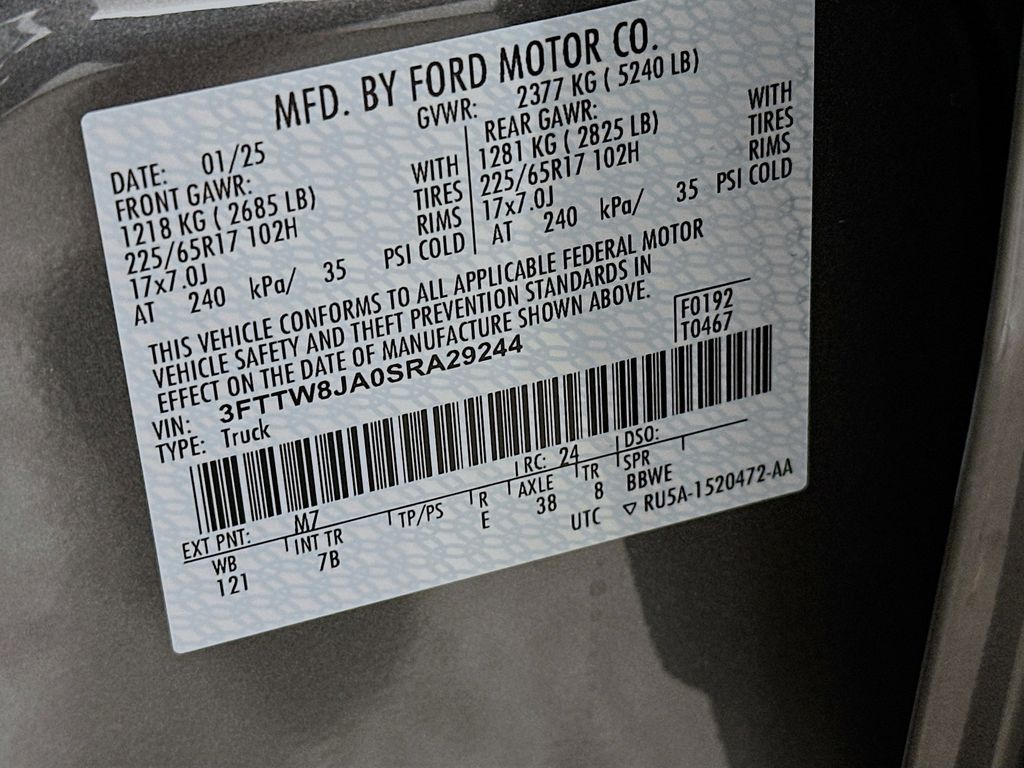 MFD. BY FORD MOTOR CO.
DATE: 01/25 GVWR: 2377 KG ( 5240 LB)
FRONT GAWR: REAR GAWR:
1218 KG ( 2685 LB) WITH 1281 KG ( 2825 LB) WITH
225/65R17 102H TIRES 225/65R17 102H TIRES
17x7.0J RIMS 17x7.0J RIMS
AT 240 kPa/ 35 PSI COLD AT 240 kPa/ 35 PSI COLD
THIS VEHICLE CONFORMS TO ALL APPLICABLE FEDERAL MOTOR
VEHICLE SAFETY AND THEFT PREVENTION STANDARDS IN
EFFECT ON THE DATE OF MANUFACTURE SHOWN ABOVE.
F0192
T0467
VIN: 3FTTW8JA0SRA29244
TYPE: Truck
EXT PNT: M7 RC: 24 DSO:
WB INT TR TP/PS R AXLE TR SPR
121 7B E 38 8 BBWE
UTC ▽ RU5A-1520472-AA